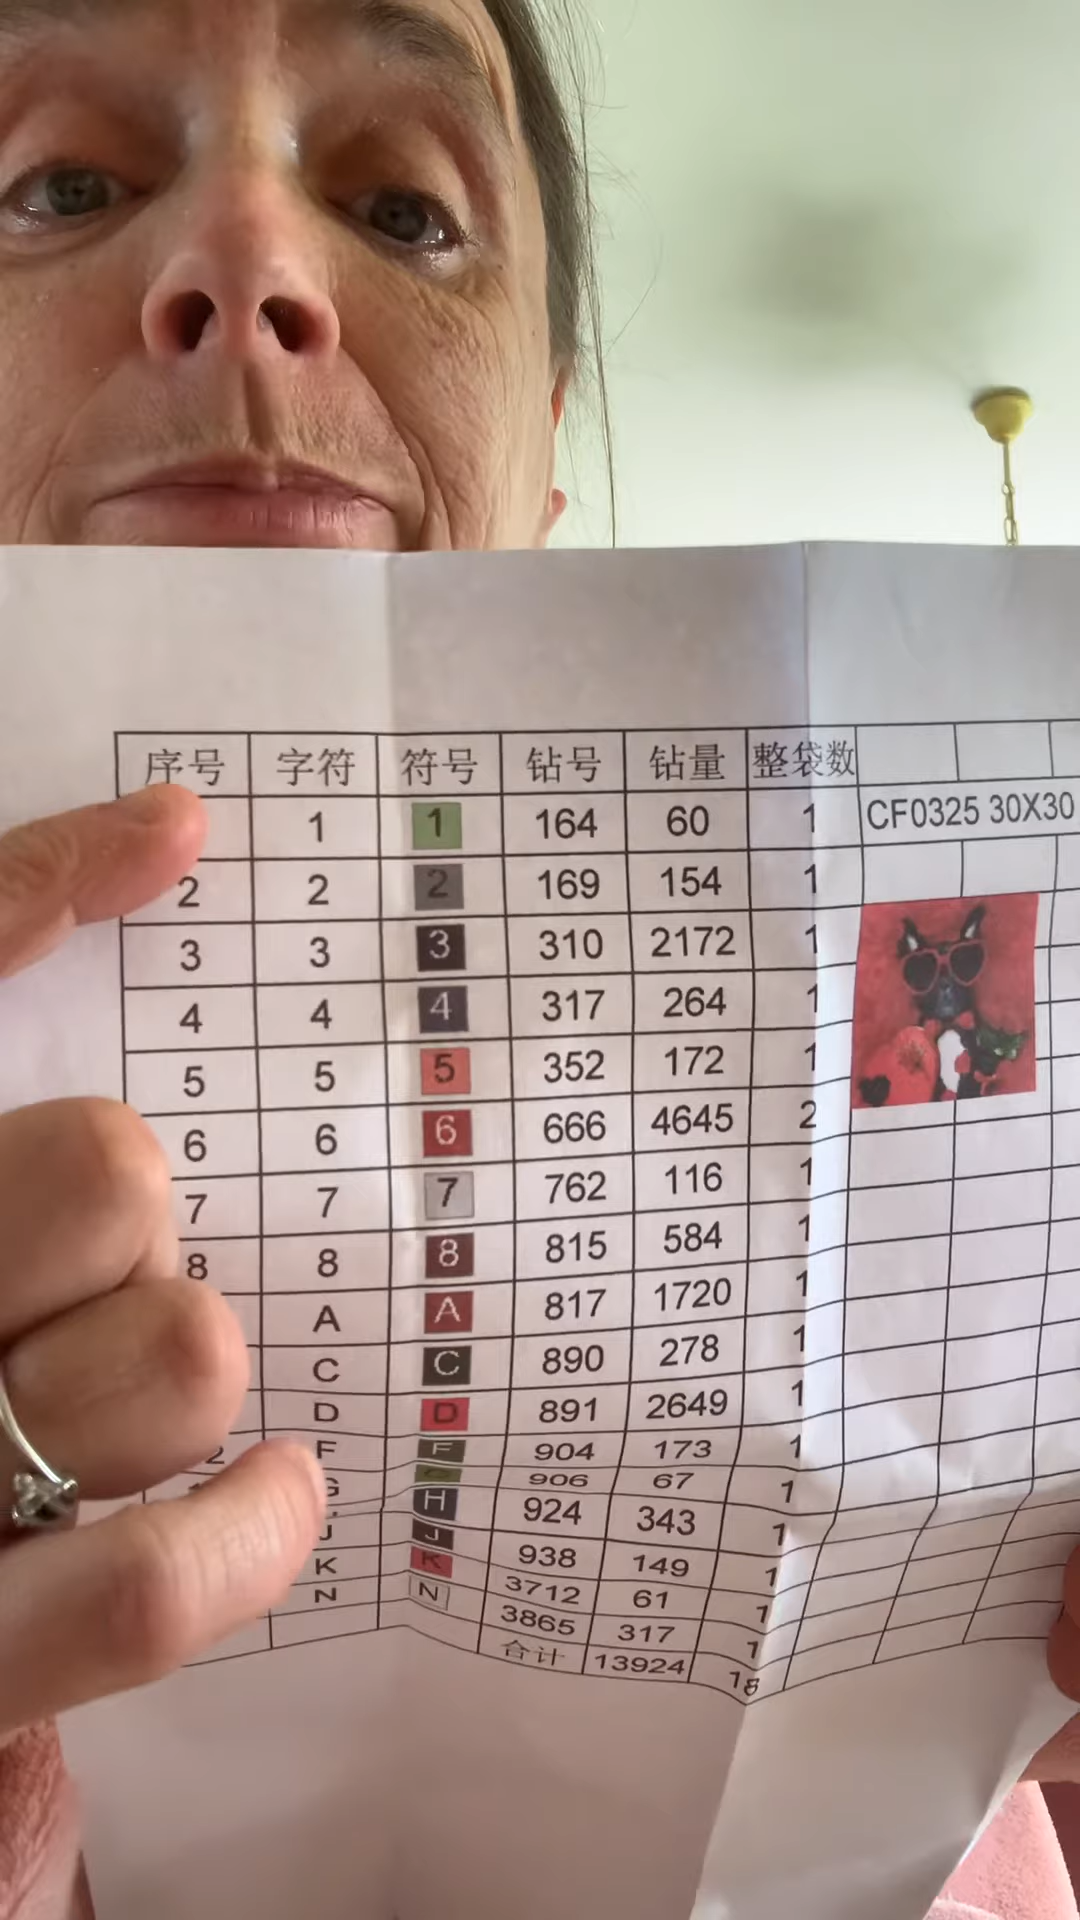 序号 字符 符号 钻号 钻量 整袋数
1 1 164 60 1 CF0325 30X30
2 2 2 169 154 1
3 3 3 310 2172 1
4 4 4 317 264 1
5 5 5 352 172 1
6 6 6 666 4645 2
7 7 7 762 116 1
8 8 8 815 584 1
A A 817 1720 1
C C 890 278 1
D D 891 2649 1
2 F F 904 173 1
G 906 67 1
H 924 343 1
J J 938 149 1
K K 3712 61 1
N N 3865 317 1
合计 13924 18